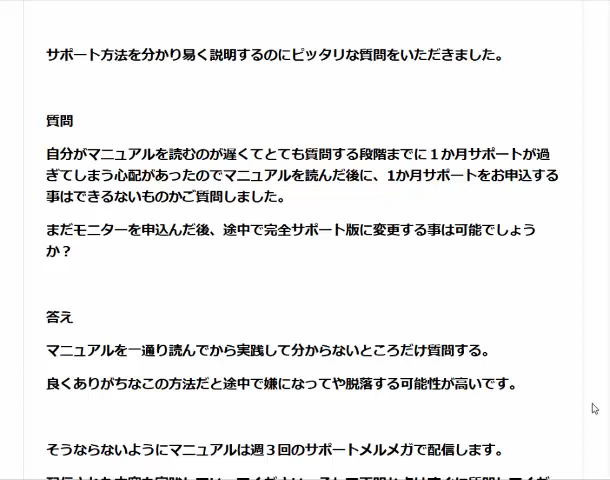 サポート方法を分かり易く説明するのにピッタリな質問をいただきました。
質問
自分がマニュアルを読むのが遅くてとても質問する段階までに１か月サポートが過
ぎてしまう心配があったのでマニュアルを読んだ後に、1か月サポートをお申込する
事はできるないものかご質問しました。
まだモニターを申込んだ後、途中で完全サポート版に変更する事は可能でしょう
か？
答え
マニュアルを一通り読んでから実践して分からないところだけ質問する。
良くありがちなこの方法だと途中で嫌になってや脱落する可能性が高いです。
そうならないようにマニュアルは週３回のサポートメルメガで配信します。